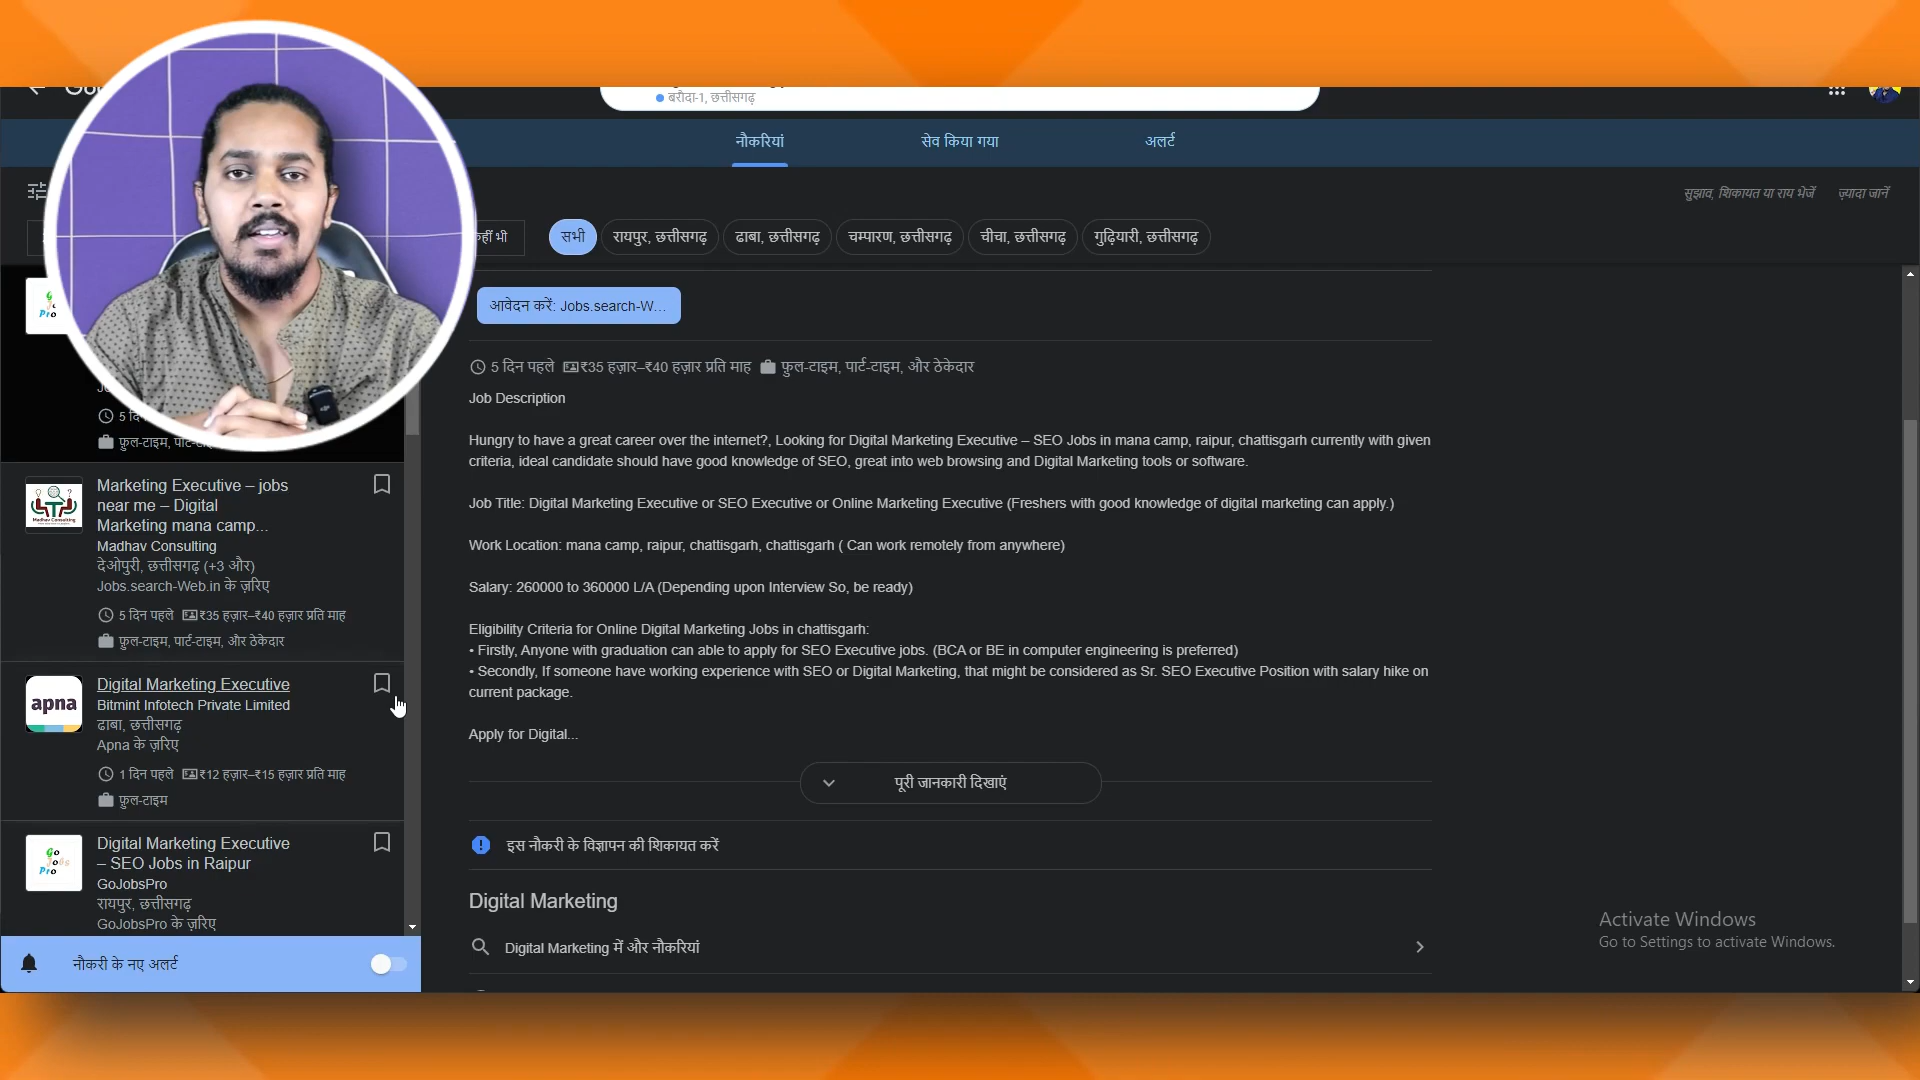 बरौदा-1, छत्तीसगढ़
नौकरियां
सेव किया गया
अलर्ट
सुझाव, शिकायत या राय भेजें
ज़्यादा जानें
कहीं भी
सभी
रायपुर, छत्तीसगढ़
ढाबा, छत्तीसगढ़
चम्पारण, छत्तीसगढ़
चीचा, छत्तीसगढ़
गुढ़ियारी, छत्तीसगढ़
फ़ुल-टाइम,
Marketing Executive – jobs
near me – Digital
Marketing mana camp...
Madhav Consulting
देओपुरी, छत्तीसगढ़ (+3 और)
Jobs.search-Web.in के ज़रिए
5 दिन पहले ₹35 हज़ार–₹40 हज़ार प्रति माह
फ़ुल-टाइम, पार्ट-टाइम, और ठेकेदार
apna
Digital Marketing Executive
Bitmint Infotech Private Limited
ढाबा, छत्तीसगढ़
Apna के ज़रिए
1 दिन पहले ₹12 हज़ार–₹15 हज़ार प्रति माह
फ़ुल-टाइम
Go
Jobs
Pro
Digital Marketing Executive
– SEO Jobs in Raipur
GoJobsPro
रायपुर, छत्तीसगढ़
GoJobsPro के ज़रिए
नौकरी के नए अलर्ट
आवेदन करें: Jobs.search-W...
5 दिन पहले ₹35 हज़ार–₹40 हज़ार प्रति माह फ़ुल-टाइम, पार्ट-टाइम, और ठेकेदार
Job Description
Hungry to have a great career over the internet?, Looking for Digital Marketing Executive – SEO Jobs in mana camp, raipur, chattisgarh currently with given
criteria, ideal candidate should have good knowledge of SEO, great into web browsing and Digital Marketing tools or software.
Job Title: Digital Marketing Executive or SEO Executive or Online Marketing Executive (Freshers with good knowledge of digital marketing can apply.)
Work Location: mana camp, raipur, chattisgarh, chattisgarh ( Can work remotely from anywhere)
Salary: 260000 to 360000 L/A (Depending upon Interview So, be ready)
Eligibility Criteria for Online Digital Marketing Jobs in chattisgarh:
• Firstly, Anyone with graduation can able to apply for SEO Executive jobs. (BCA or BE in computer engineering is preferred)
• Secondly, If someone have working experience with SEO or Digital Marketing, that might be considered as Sr. SEO Executive Position with salary hike on
current package.
Apply for Digital...
पूरी जानकारी दिखाएं
इस नौकरी के विज्ञापन की शिकायत करें
Digital Marketing
Digital Marketing में और नौकरियां
Activate Windows
Go to Settings to activate Windows.